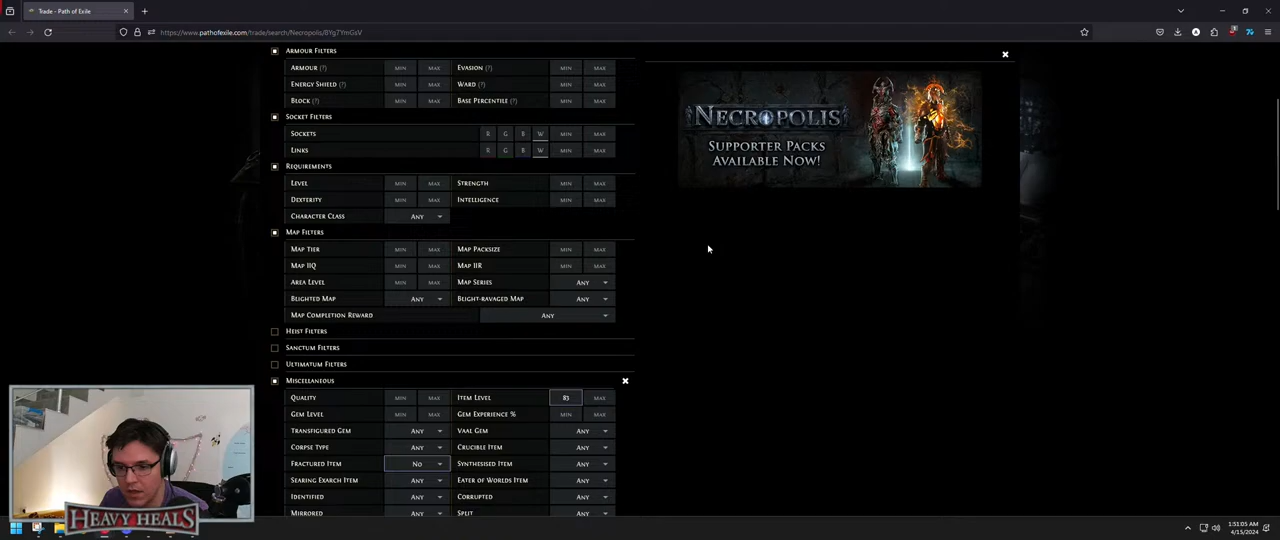 Trade - Path of Exile
https://www.pathofexile.com/trade/search/Necropolis/BYg7YmGsV
ARMOUR FILTERS
ARMOUR (?) MIN MAX EVASION (?) MIN MAX
ENERGY SHIELD (?) MIN MAX WARD (?) MIN MAX
BLOCK (?) MIN MAX BASE PERCENTILE (?) MIN MAX
SOCKET FILTERS
SOCKETS R G B W MIN MAX
LINKS R G B W MIN MAX
REQUIREMENTS
LEVEL MIN MAX STRENGTH MIN MAX
DEXTERITY MIN MAX INTELLIGENCE MIN MAX
CHARACTER CLASS ANY
MAP FILTERS
MAP TIER MIN MAX MAP PACKSIZE MIN MAX
MAP IIQ MIN MAX MAP IIR MIN MAX
AREA LEVEL MIN MAX MAP SERIES ANY
BLIGHTED MAP ANY BLIGHT-RAVAGED MAP ANY
MAP COMPLETION REWARD ANY
HEIST FILTERS
SANCTUM FILTERS
ULTIMATUM FILTERS
MISCELLANEOUS
QUALITY MIN MAX ITEM LEVEL 83 MAX
GEM LEVEL MIN MAX GEM EXPERIENCE % MIN MAX
TRANSFIGURED GEM ANY VAAL GEM ANY
CORPSE TYPE ANY CRUCIBLE ITEM ANY
FRACTURED ITEM NO SYNTHESISED ITEM ANY
SEARING EXARCH ITEM ANY EATER OF WORLDS ITEM ANY
IDENTIFIED ANY CORRUPTED ANY
MIRRORED ANY SPLIT ANY
NECROPOLIS
SUPPORTER PACKS
AVAILABLE NOW!
HEAVY HEALS
1:51:05 AM
4/15/2024